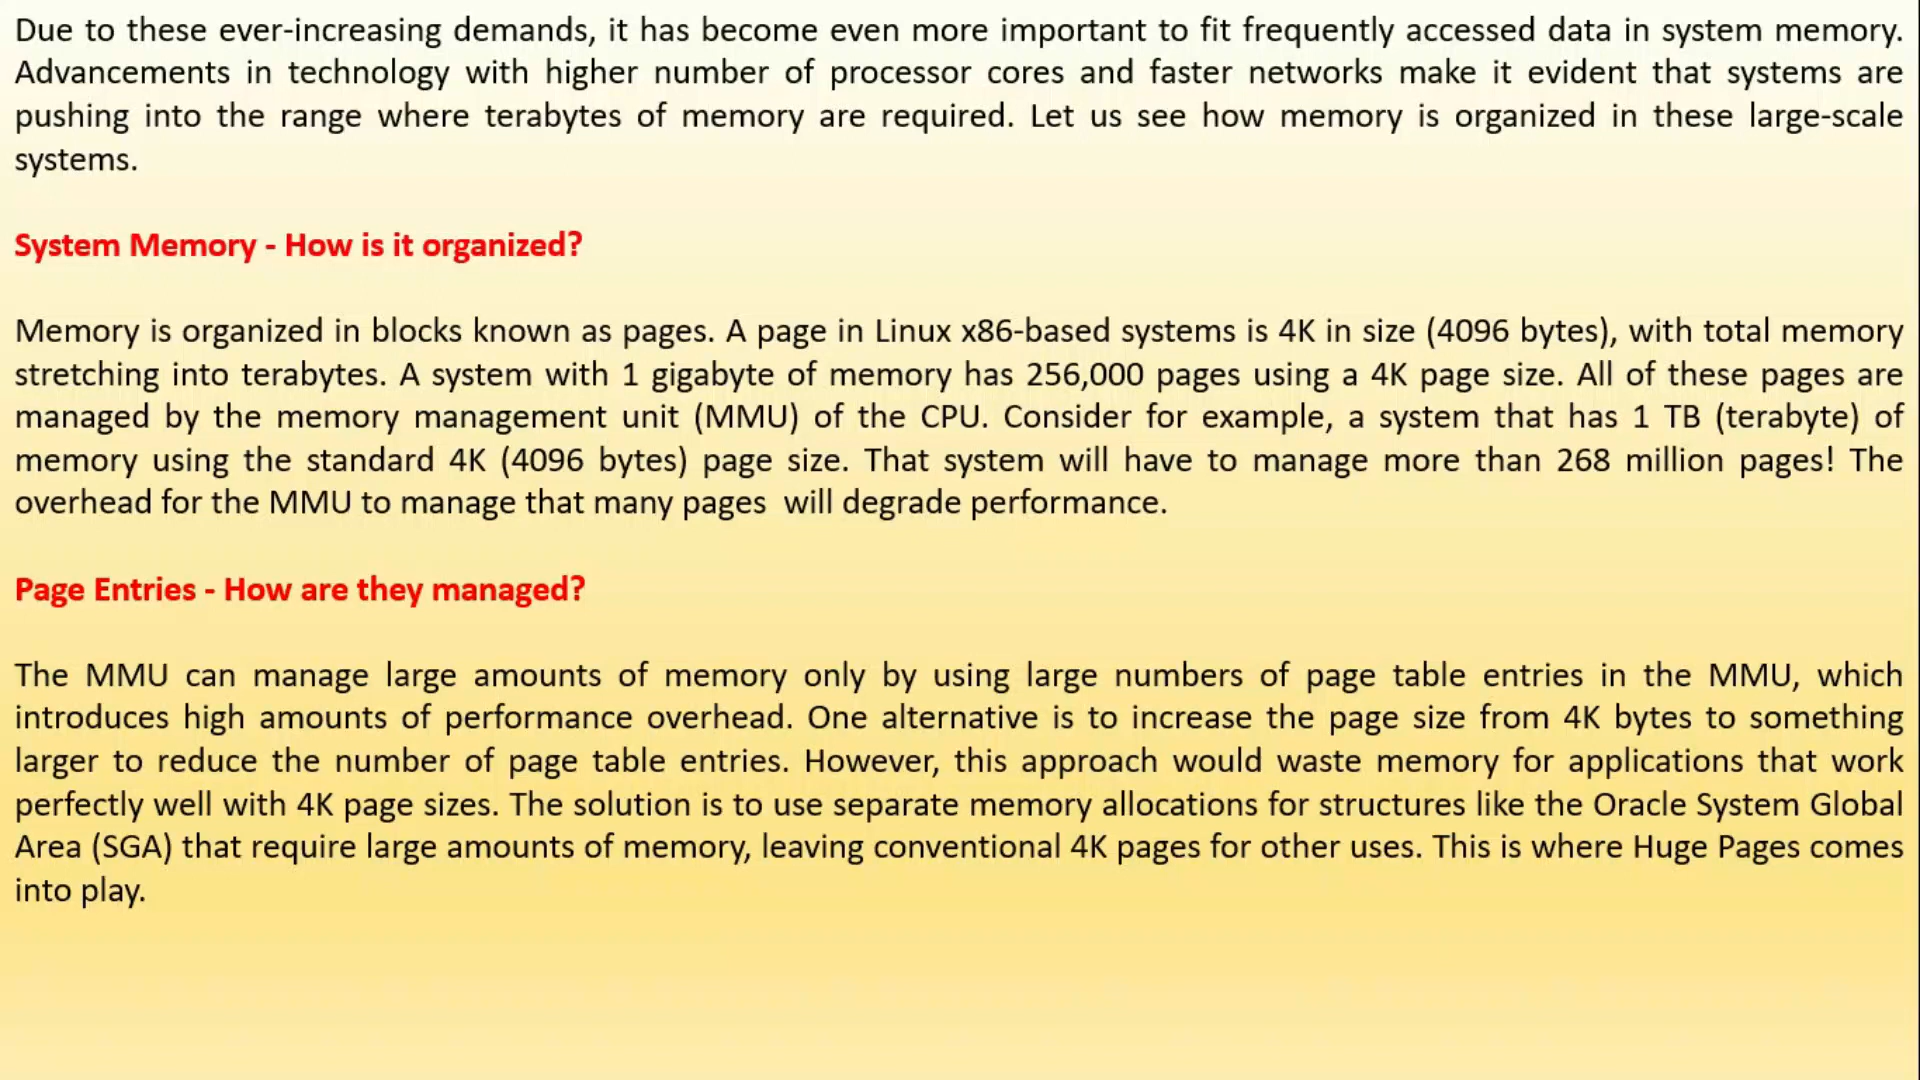 Due to these ever-increasing demands, it has become even more important to fit frequently accessed data in system memory.
Advancements in technology with higher number of processor cores and faster networks make it evident that systems are
pushing into the range where terabytes of memory are required. Let us see how memory is organized in these large-scale
systems.
System Memory - How is it organized?
Memory is organized in blocks known as pages. A page in Linux x86-based systems is 4K in size (4096 bytes), with total memory
stretching into terabytes. A system with 1 gigabyte of memory has 256,000 pages using a 4K page size. All of these pages are
managed by the memory management unit (MMU) of the CPU. Consider for example, a system that has 1 TB (terabyte) of
memory using the standard 4K (4096 bytes) page size. That system will have to manage more than 268 million pages! The
overhead for the MMU to manage that many pages  will degrade performance.
Page Entries - How are they managed?
The MMU can manage large amounts of memory only by using large numbers of page table entries in the MMU, which
introduces high amounts of performance overhead. One alternative is to increase the page size from 4K bytes to something
larger to reduce the number of page table entries. However, this approach would waste memory for applications that work
perfectly well with 4K page sizes. The solution is to use separate memory allocations for structures like the Oracle System Global
Area (SGA) that require large amounts of memory, leaving conventional 4K pages for other uses. This is where Huge Pages comes
into play.